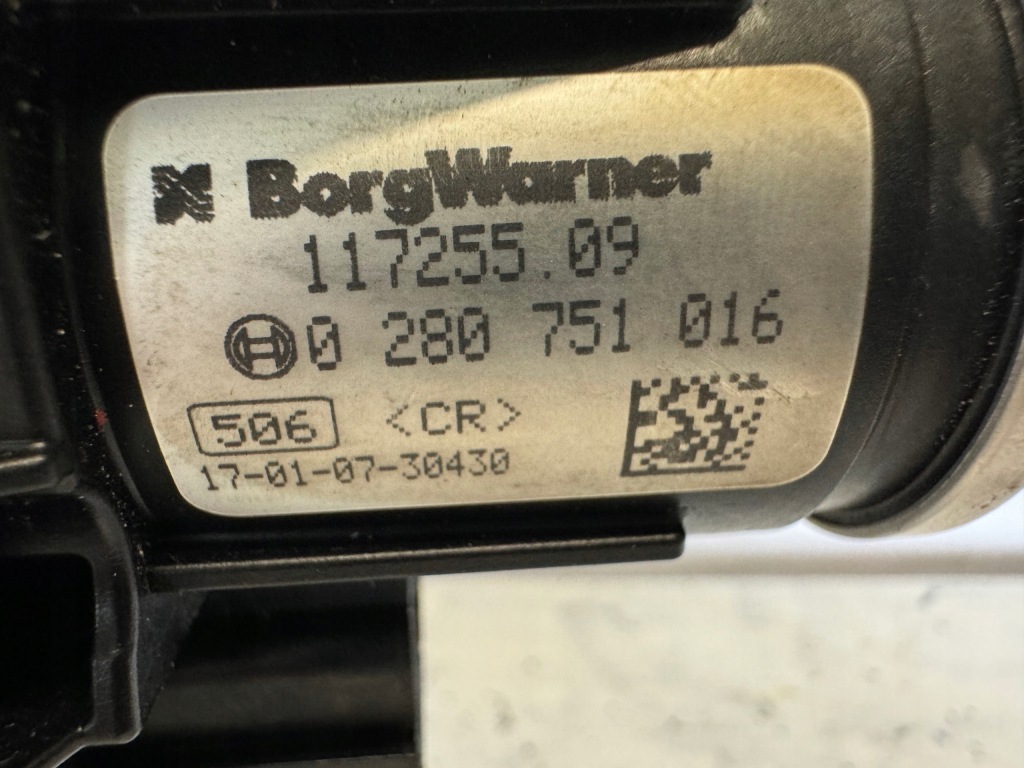 BorgWarner
117255.09
0 280 751 016
506 <CR>
17-01-07-30430